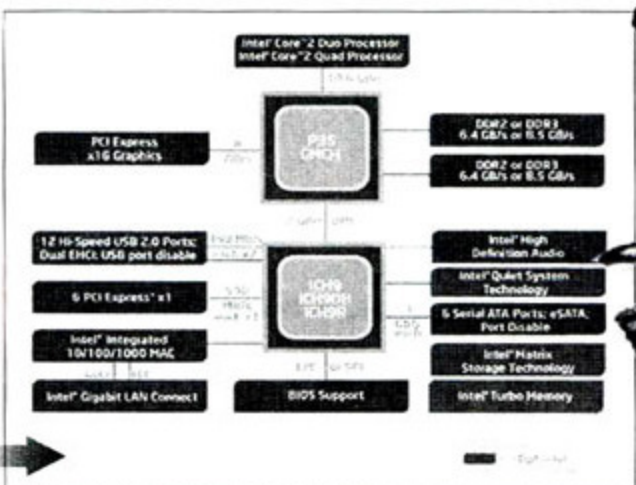 Intel® Core™2 Duo Processor
Intel® Core™2 Quad Processor
P35
GMCH
PCI Express
x16 Graphics
DDR2 or DDR3
6.4 GB/s or 8.5 GB/s
DDR2 or DDR3
6.4 GB/s or 8.5 GB/s
12 Hi-Speed USB 2.0 Ports;
Dual EHCI; USB port disable
Intel® High
Definition Audio
ICH9
ICH9DH
ICH9R
Intel® Quiet System
Technology
6 PCI Express® x1
6 Serial ATA Ports; eSATA;
Port Disable
Intel® Integrated
10/100/1000 MAC
Intel® Matrix
Storage Technology
Intel® Gigabit LAN Connect
BIOS Support
Intel® Turbo Memory